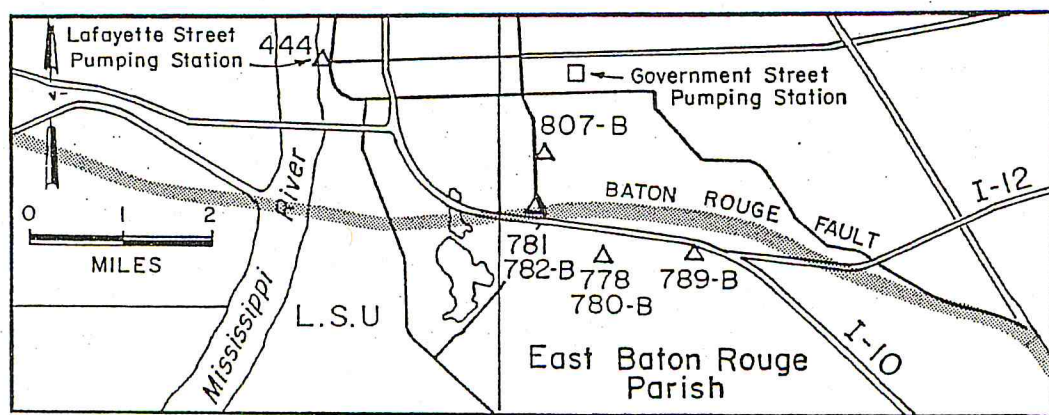 Lafayette Street
Pumping Station
444
Government Street
Pumping Station
807-B
River
BATON ROUGE FAULT
I-12
0 1 2
MILES
781
782-B
778
780-B
789-B
L.S.U
Mississippi
I-10
East Baton Rouge
Parish